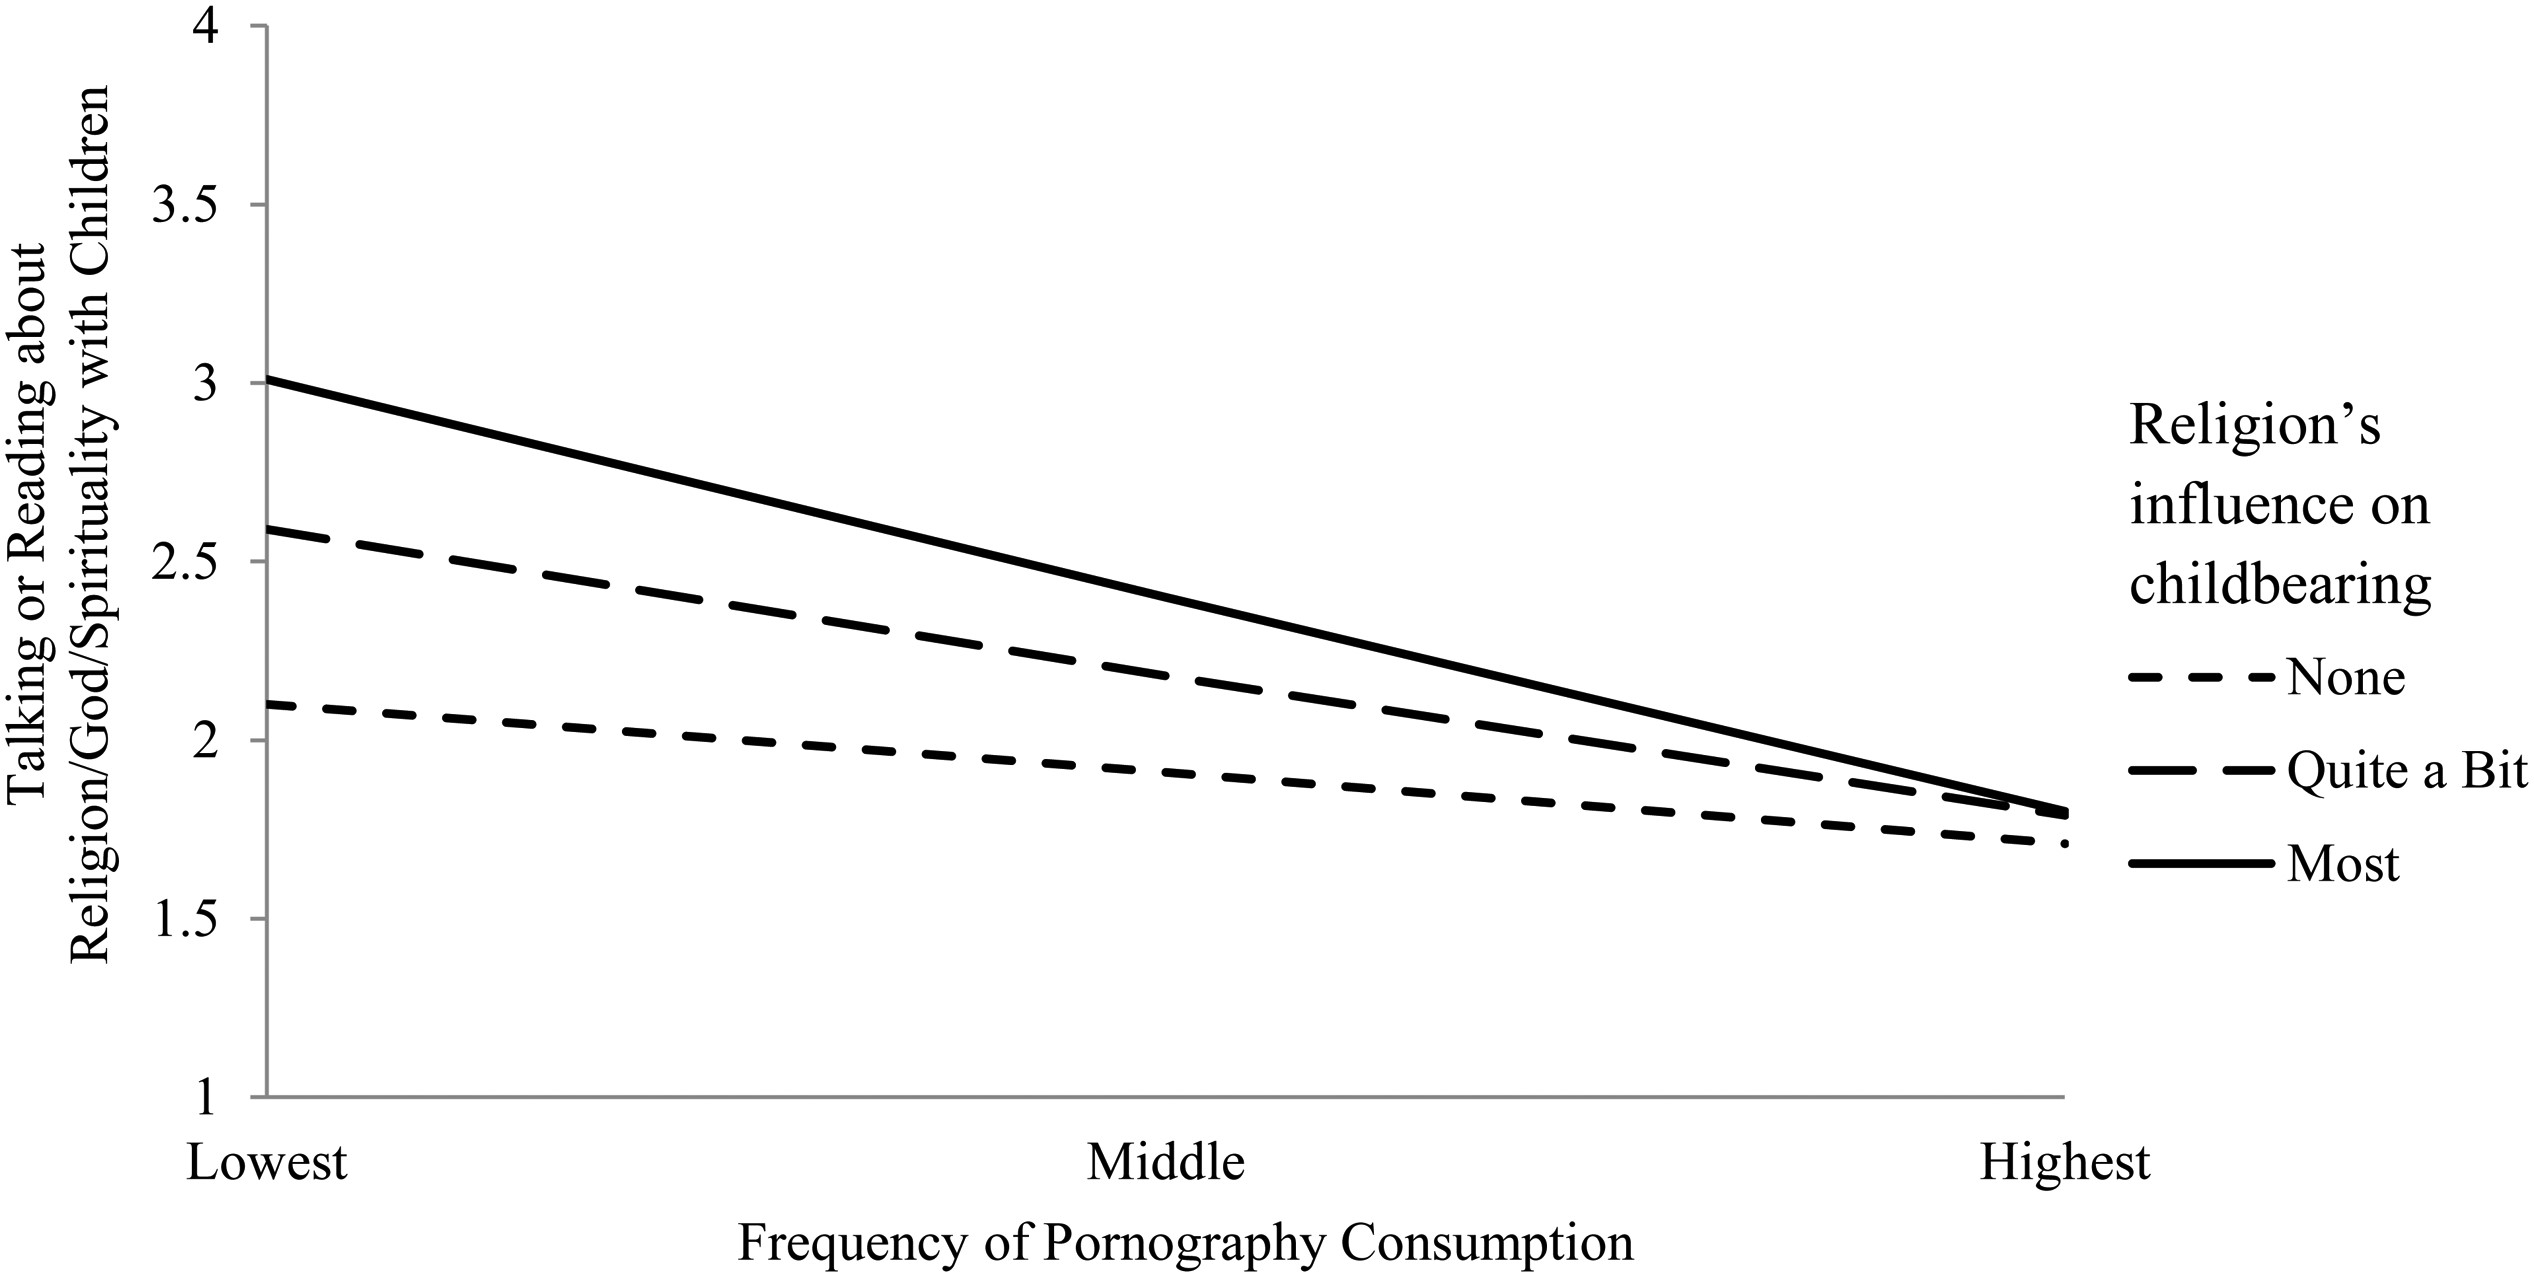 Talking or Reading about
Religion/God/Spirituality with Children
4
3.5
3
2.5
2
1.5
1
Lowest
Middle
Highest
Frequency of Pornography Consumption
Religion’s
influence on
childbearing
None
Quite a Bit
Most